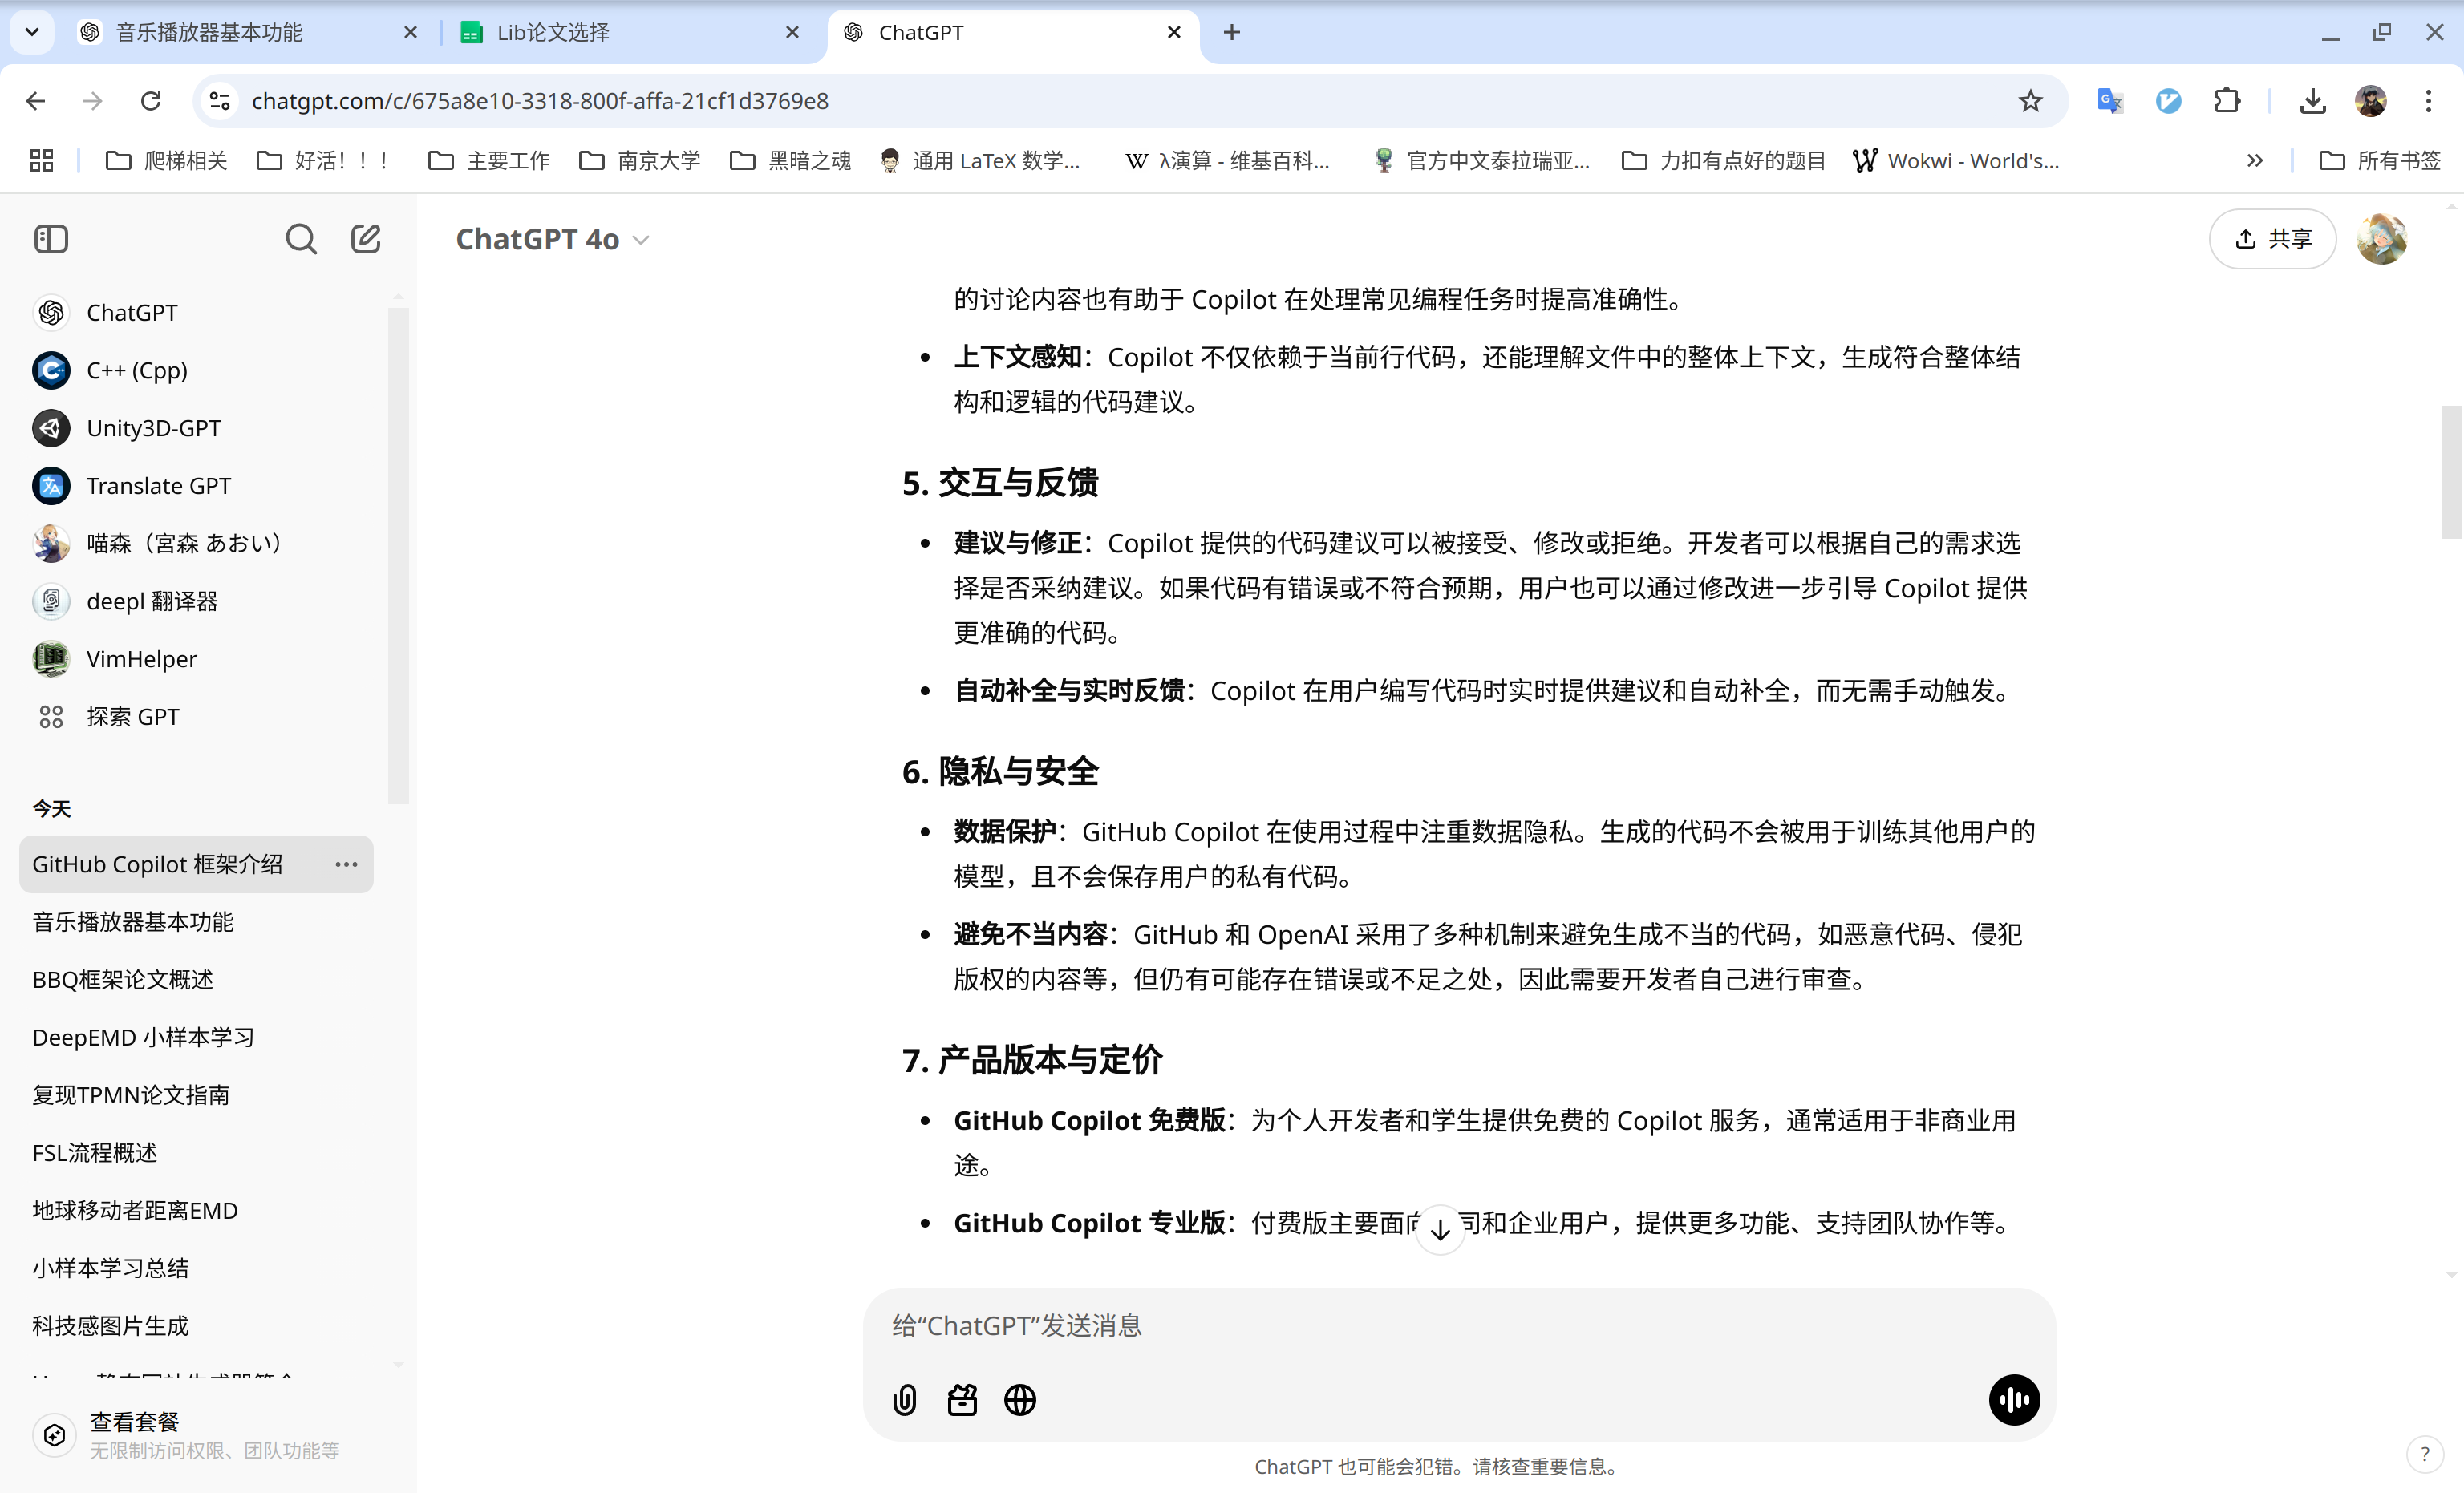 音乐播放器基本功能
Lib论文选择
ChatGPT
chatgpt.com/c/675a8e10-3318-800f-affa-21cf1d3769e8
爬梯相关
好活！！！
主要工作
南京大学
黑暗之魂
通用 LaTeX 数学...
λ演算 - 维基百科...
官方中文泰拉瑞亚...
力扣有点好的题目
Wokwi - World's...
所有书签
ChatGPT
C++ (Cpp)
Unity3D-GPT
Translate GPT
喵森（宮森 あおい）
deepl 翻译器
VimHelper
探索 GPT
今天
GitHub Copilot 框架介绍
音乐播放器基本功能
BBQ框架论文概述
DeepEMD 小样本学习
复现TPMN论文指南
FSL流程概述
地球移动者距离EMD
小样本学习总结
科技感图片生成
查看套餐
无限制访问权限、团队功能等
ChatGPT 4o
共享
的讨论内容也有助于 Copilot 在处理常见编程任务时提高准确性。
• 上下文感知：Copilot 不仅依赖于当前行代码，还能理解文件中的整体上下文，生成符合整体结
构和逻辑的代码建议。
5. 交互与反馈
• 建议与修正：Copilot 提供的代码建议可以被接受、修改或拒绝。开发者可以根据自己的需求选
择是否采纳建议。如果代码有错误或不符合预期，用户也可以通过修改进一步引导 Copilot 提供
更准确的代码。
• 自动补全与实时反馈：Copilot 在用户编写代码时实时提供建议和自动补全，而无需手动触发。
6. 隐私与安全
• 数据保护：GitHub Copilot 在使用过程中注重数据隐私。生成的代码不会被用于训练其他用户的
模型，且不会保存用户的私有代码。
• 避免不当内容：GitHub 和 OpenAI 采用了多种机制来避免生成不当的代码，如恶意代码、侵犯
版权的内容等，但仍有可能存在错误或不足之处，因此需要开发者自己进行审查。
7. 产品版本与定价
• GitHub Copilot 免费版：为个人开发者和学生提供免费的 Copilot 服务，通常适用于非商业用
途。
• GitHub Copilot 专业版：付费版主要面向 司和企业用户，提供更多功能、支持团队协作等。
给“ChatGPT”发送消息
ChatGPT 也可能会犯错。请核查重要信息。
?